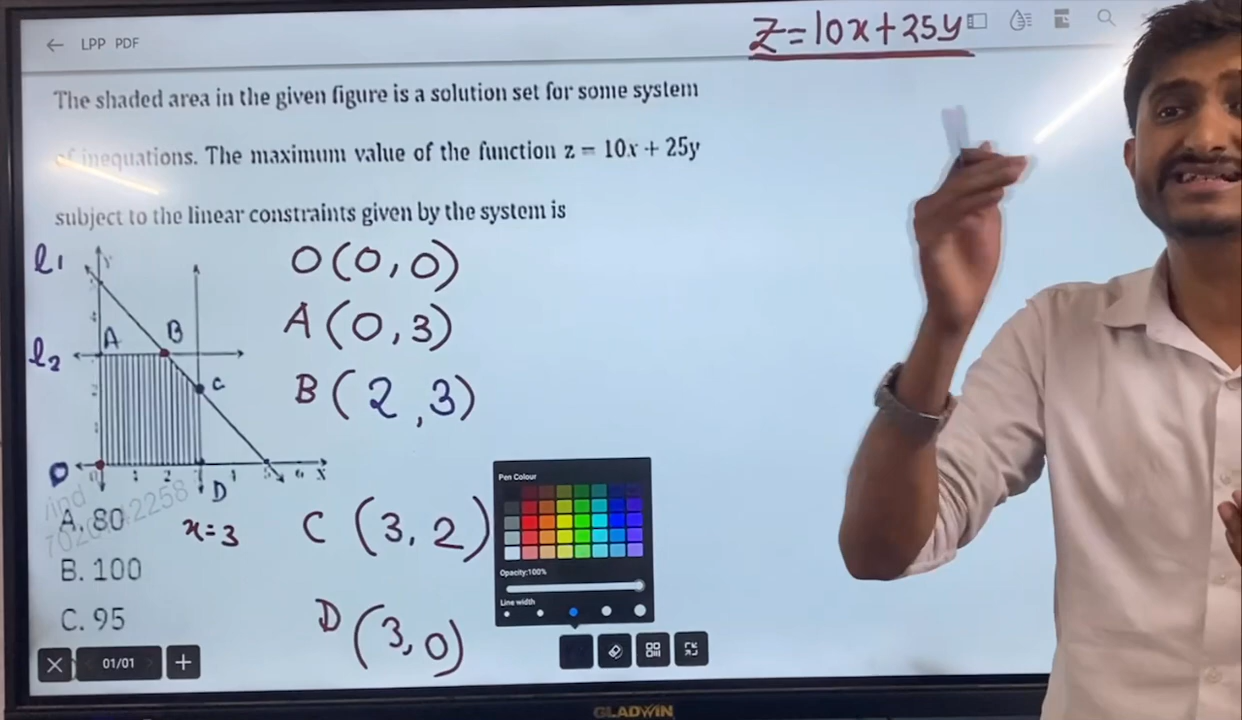 LPP PDF
z=10x+25y
The shaded area in the given figure is a solution set for some system
of inequations. The maximum value of the function z = 10x + 25y
subject to the linear constraints given by the system is
l1
Y
O(0,0)
A(0,3)
A
B
l2
C
B(2,3)
O
1
2
X
D
x=3
C (3,2)
D (3,0)
A. 80
B. 100
C. 95
Pen Colour
Opacity:100%
Line width
01/01
GLADWIN